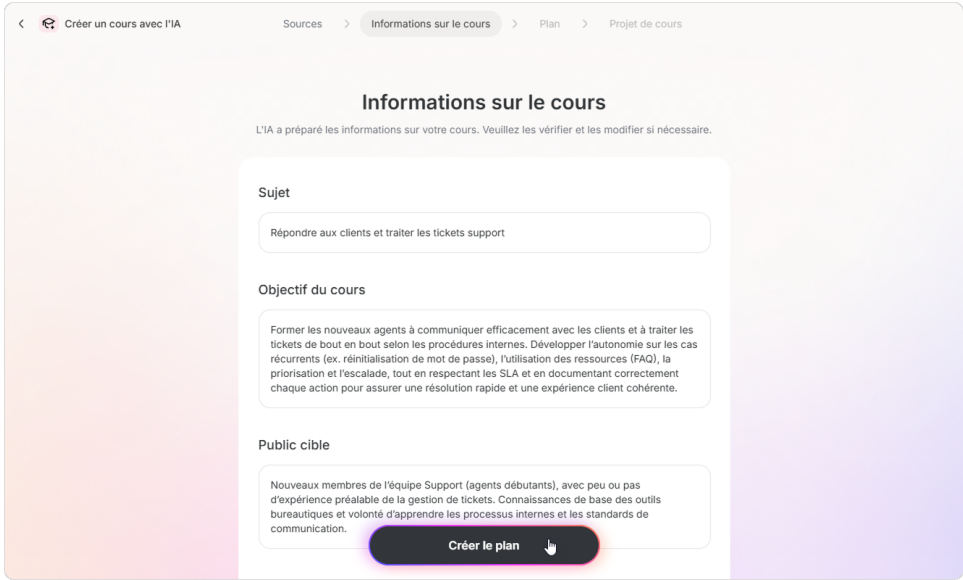 Créer un cours avec l'IA
Sources
Informations sur le cours
Plan
Projet de cours
Informations sur le cours
L'IA a préparé les informations sur votre cours. Veuillez les vérifier et les modifier si nécessaire.
Sujet
Répondre aux clients et traiter les tickets support
Objectif du cours
Former les nouveaux agents à communiquer efficacement avec les clients et à traiter les
tickets de bout en bout selon les procédures internes. Développer l’autonomie sur les cas
récurrents (ex. réinitialisation de mot de passe), l’utilisation des ressources (FAQ), la
priorisation et l’escalade, tout en respectant les SLA et en documentant correctement
chaque action pour assurer une résolution rapide et une expérience client cohérente.
Public cible
Nouveaux membres de l’équipe Support (agents débutants), avec peu ou pas
d’expérience préalable de la gestion de tickets. Connaissances de base des outils
bureautiques et volonté d’apprendre les processus internes et les standards de
communication.
Créer le plan